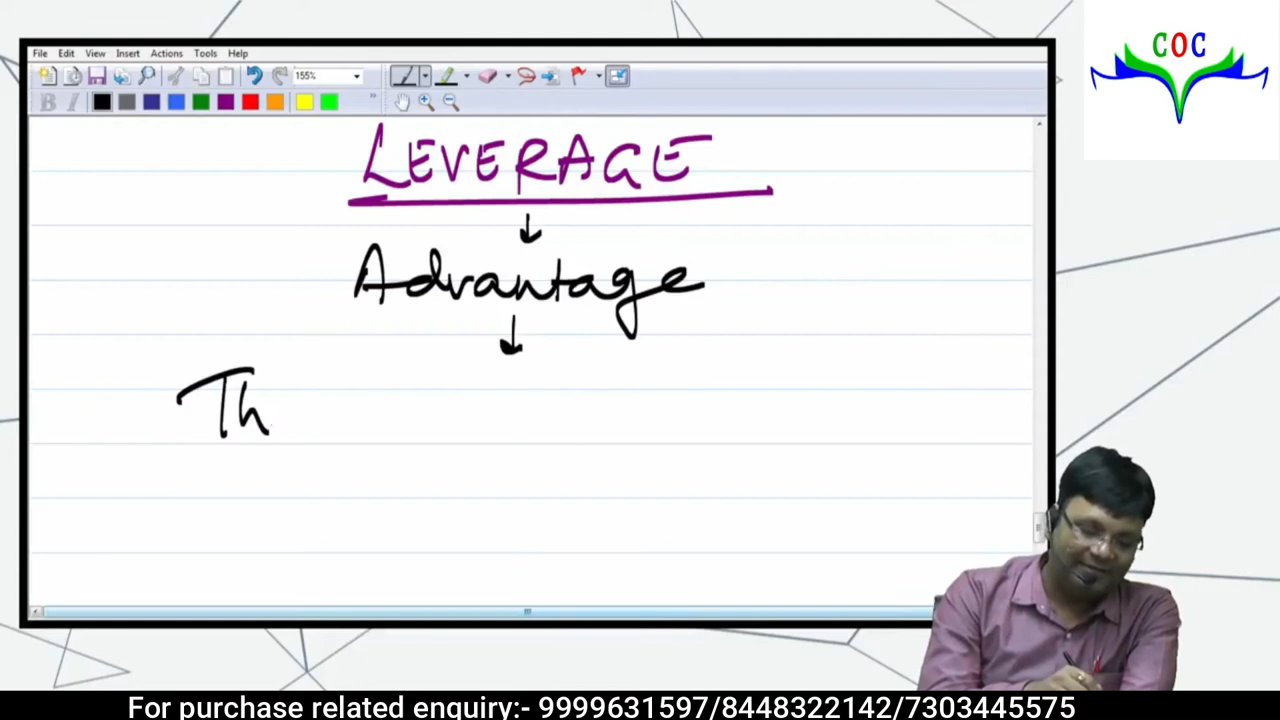 COC
File Edit View Insert Actions Tools Help
155%
B I
LEVERAGE
↓
Advantage
↓
Th
For purchase related enquiry:- 9999631597/8448322142/7303445575